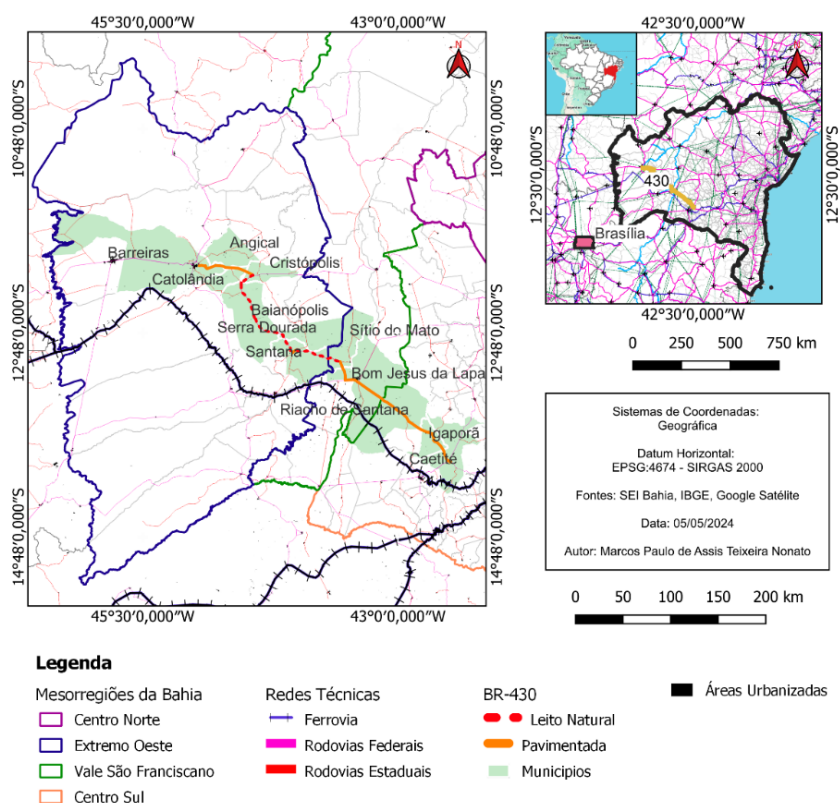 45°30'0,000"W
43°0'0,000"W
42°30'0,000"W
10°48'0,000"S
10°48'0,000"S
12°48'0,000"S
12°48'0,000"S
14°48'0,000"S
14°48'0,000"S
12°30'0,000"S
12°30'0,000"S
N
N
Barreiras
Angical
Cristópolis
Catolândia
Baianópolis
Serra Dourada
Sítio do Mato
Santana
Bom Jesus da Lapa
Riacho de Santana
Igaporã
Caetité
430
Brasília
45°30'0,000"W
43°0'0,000"W
42°30'0,000"W
0 250 500 750 km
Sistemas de Coordenadas:
Geográfica
Datum Horizontal:
EPSG:4674 - SIRGAS 2000
Fontes: SEI Bahia, IBGE, Google Satélite
Data: 05/05/2024
Autor: Marcos Paulo de Assis Teixeira Nonato
0 50 100 150 200 km
Legenda
Mesorregiões da Bahia
Centro Norte
Extremo Oeste
Vale São Franciscano
Centro Sul
Redes Técnicas
Ferrovia
Rodovias Federais
Rodovias Estaduais
BR-430
Leito Natural
Pavimentada
Municipios
Áreas Urbanizadas